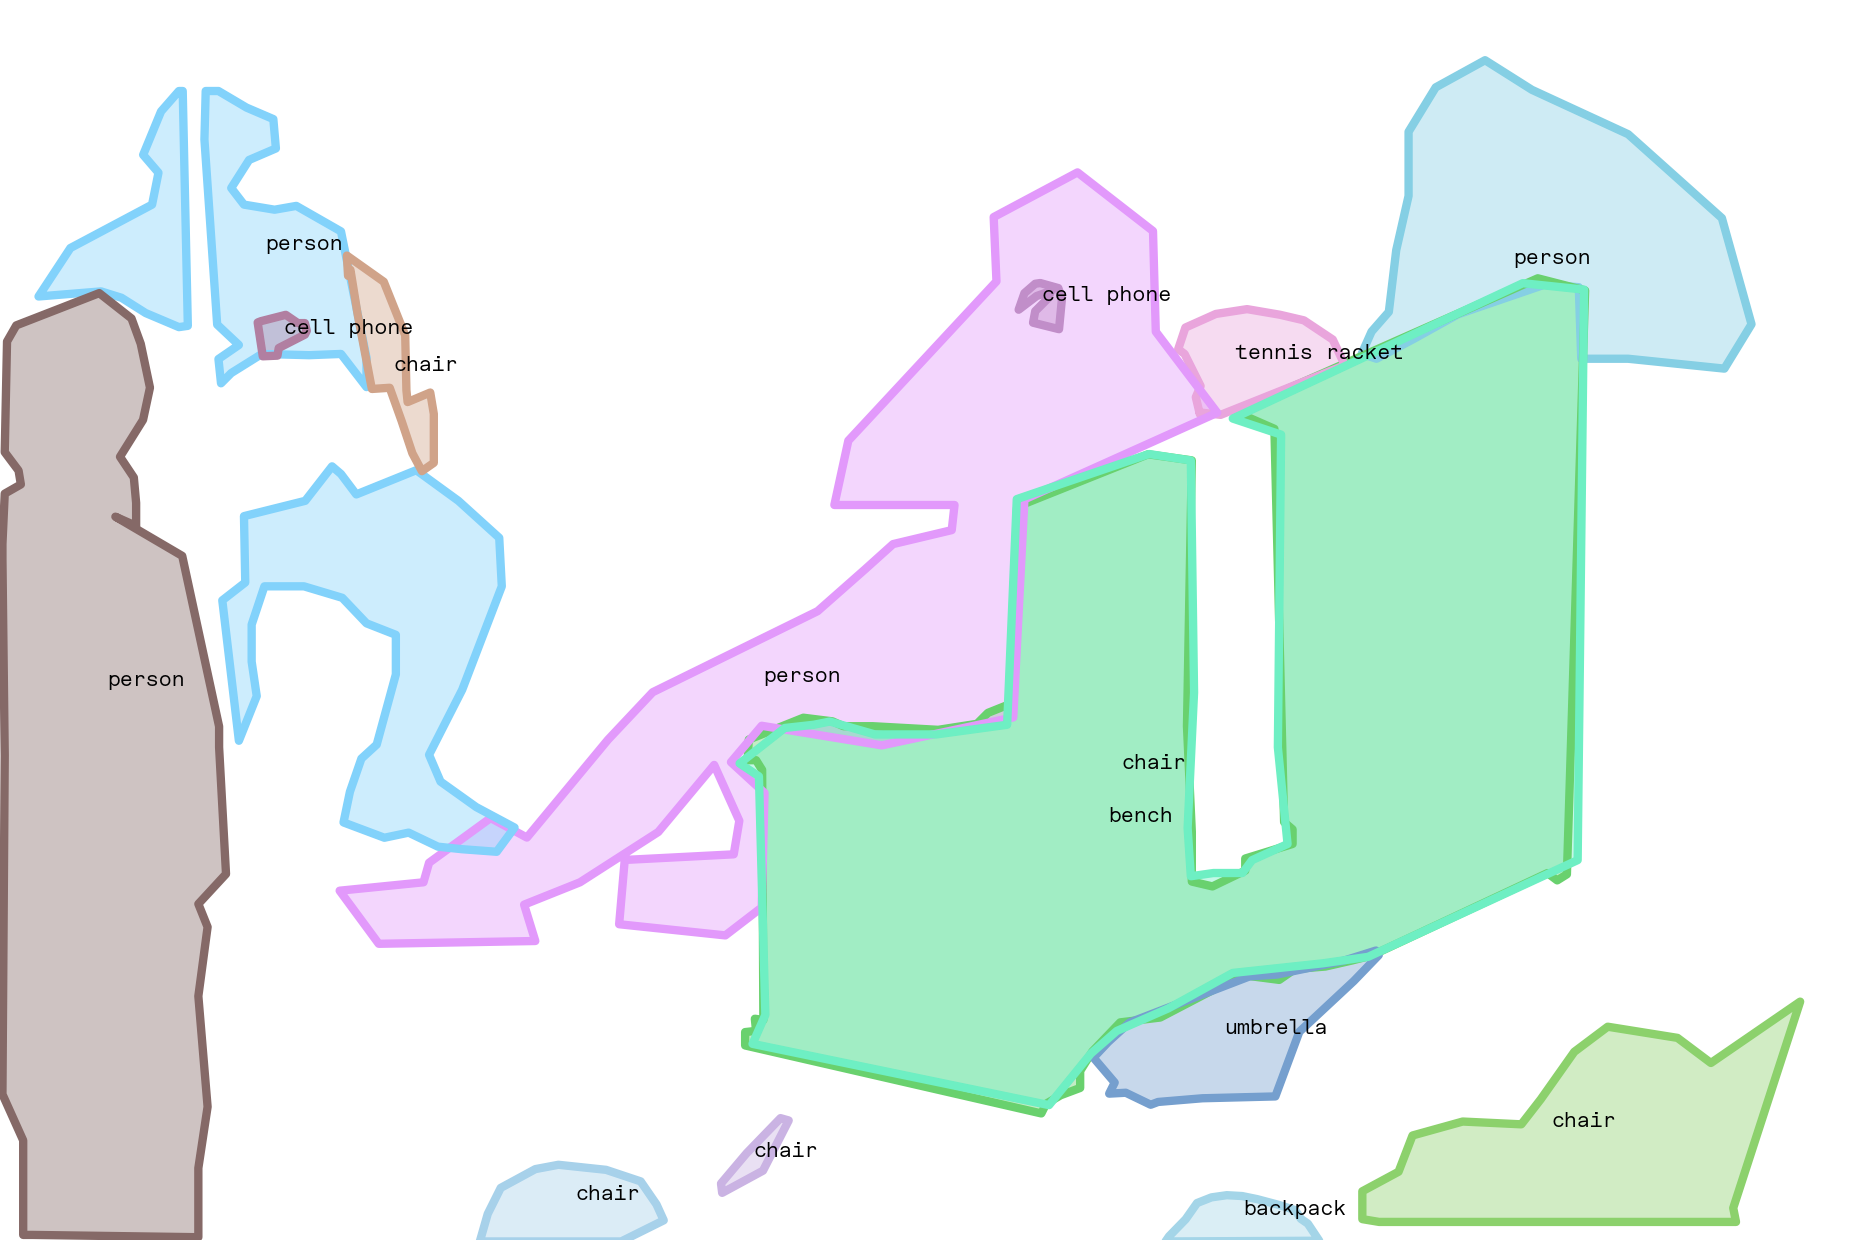 person
person
cell phone
cell phone
chair
tennis racket
person
person
chair
bench
umbrella
chair
chair
chair
backpack